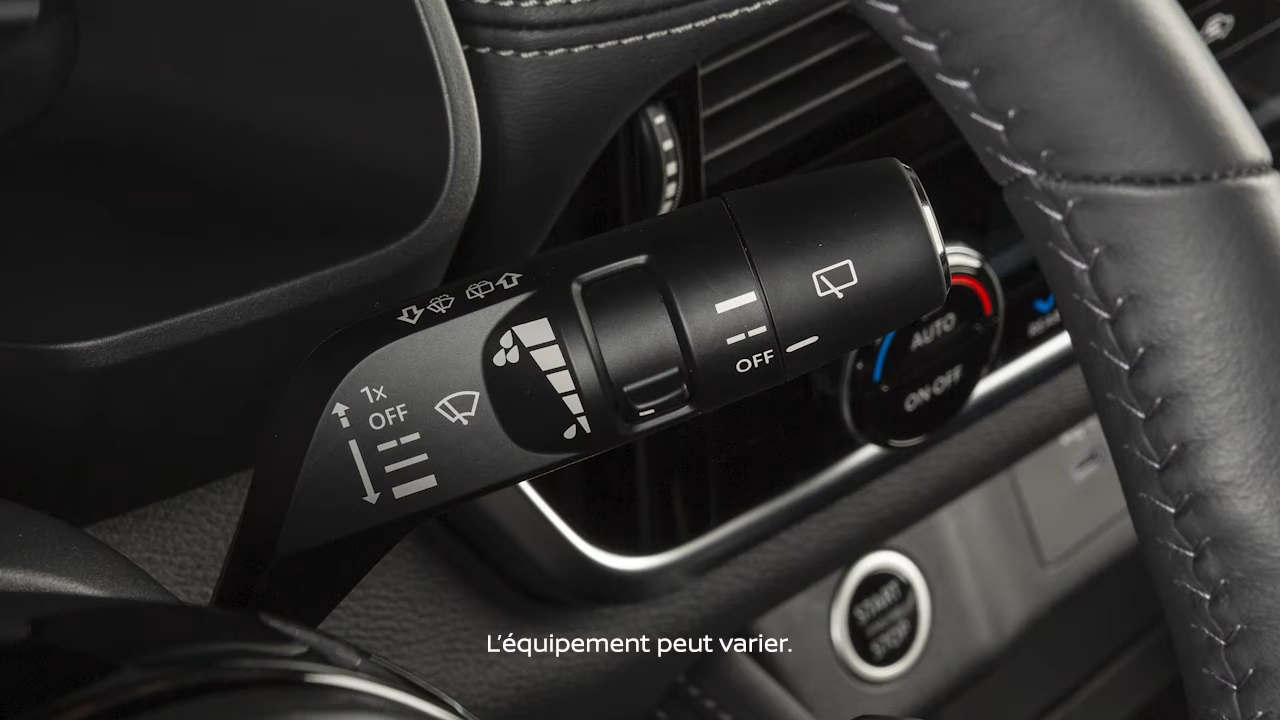 1x
OFF
OFF
AUTO
ON·OFF
START
STOP
L'équipement peut varier.